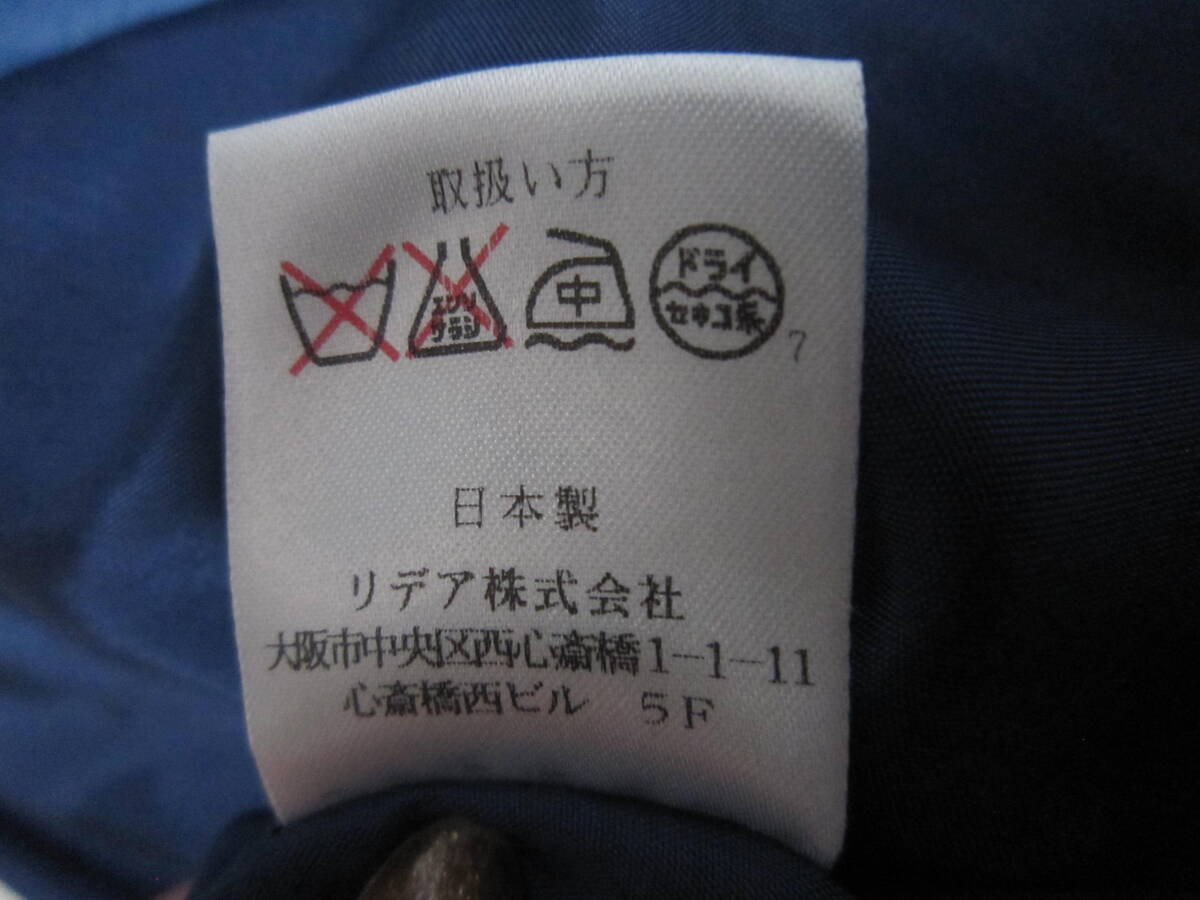 取扱い方
エンソ
サラシ
中
ドライ
セキユ系
7
日本製
リデア株式会社
大阪市中央区西心斎橋1-1-11
心斎橋西ビル 5F